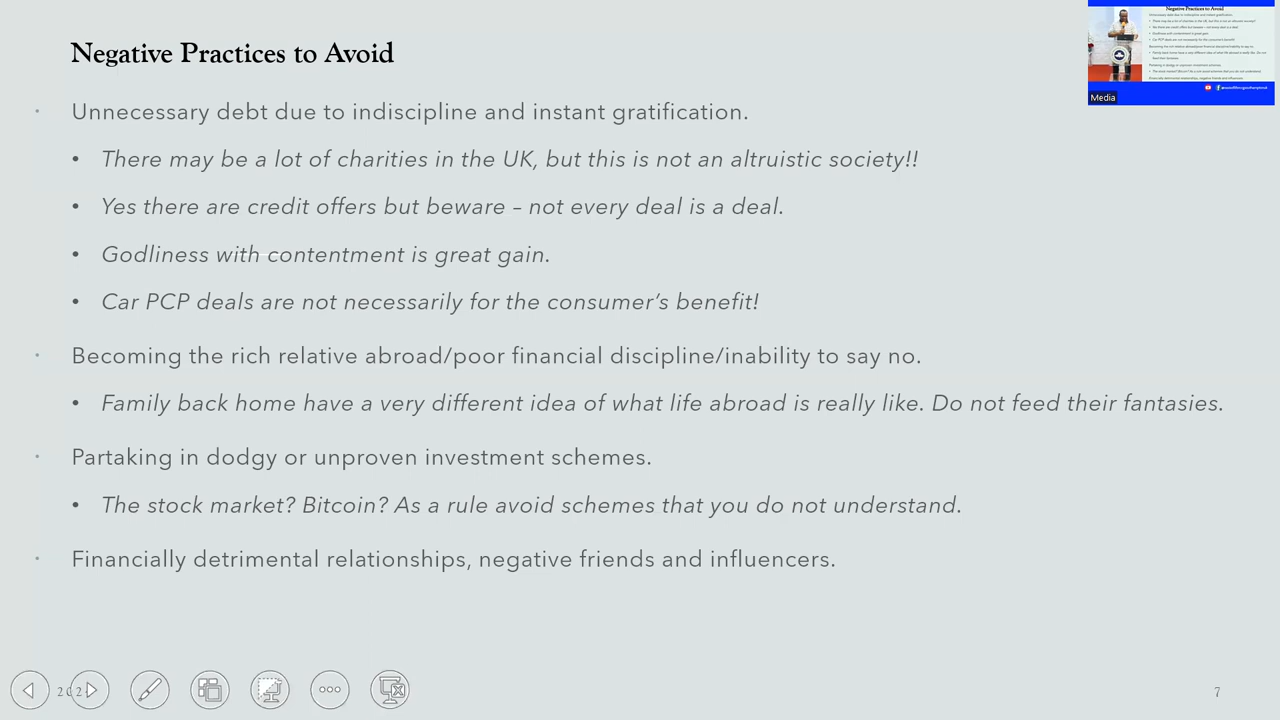 Negative Practices to Avoid
Unnecessary debt due to indiscipline and instant gratification.
There may be a lot of charities in the UK, but this is not an altruistic society!!
Yes there are credit offers but beware – not every deal is a deal.
Godliness with contentment is great gain.
Car PCP deals are not necessarily for the consumer’s benefit!
Becoming the rich relative abroad/poor financial discipline/inability to say no.
Family back home have a very different idea of what life abroad is really like. Do not feed their fantasies.
Partaking in dodgy or unproven investment schemes.
The stock market? Bitcoin? As a rule avoid schemes that you do not understand.
Financially detrimental relationships, negative friends and influencers.
7
Negative Practices to Avoid
Media